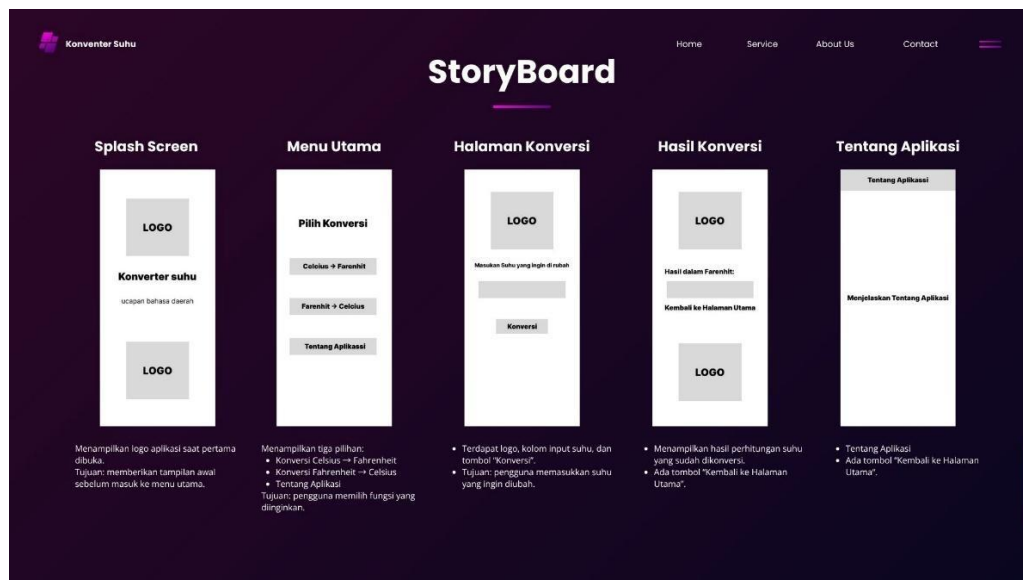 Konventor Suhu
Home
Service
About Us
Contact
StoryBoard
Splash Screen
LOGO
Konverter suhu
ucapan bahasa daerah
LOGO
Menampilkan logo aplikasi saat pertama
dibuka.
Tujuan: memberikan tampilan awal
sebelum masuk ke menu utama.
Menu Utama
Pilih Konversi
Celcius → Farenhit
Farenhit → Celcius
Tentang Aplikassi
Menampilkan tiga pilihan:
• Konversi Celsius → Fahrenheit
• Konversi Fahrenheit → Celsius
• Tentang Aplikasi
Tujuan: pengguna memilih fungsi yang
diinginkan.
Halaman Konversi
LOGO
Masukan Suhu yang ingin di rubah
Konversi
• Terdapat logo, kolom input suhu, dan
tombol "Konversi".
• Tujuan: pengguna memasukkan suhu
yang ingin diubah.
Hasil Konversi
LOGO
Hasil dalam Farenhit:
Kembali ke Halaman Utama
LOGO
• Menampilkan hasil perhitungan suhu
yang sudah dikonversi.
• Ada tombol "Kembali ke Halaman
Utama".
Tentang Aplikasi
Tentang Aplikassi
Menjelaskan Tentang Aplikassi
• Tentang Aplikasi
• Ada tombol "Kembali ke Halaman
Utama".